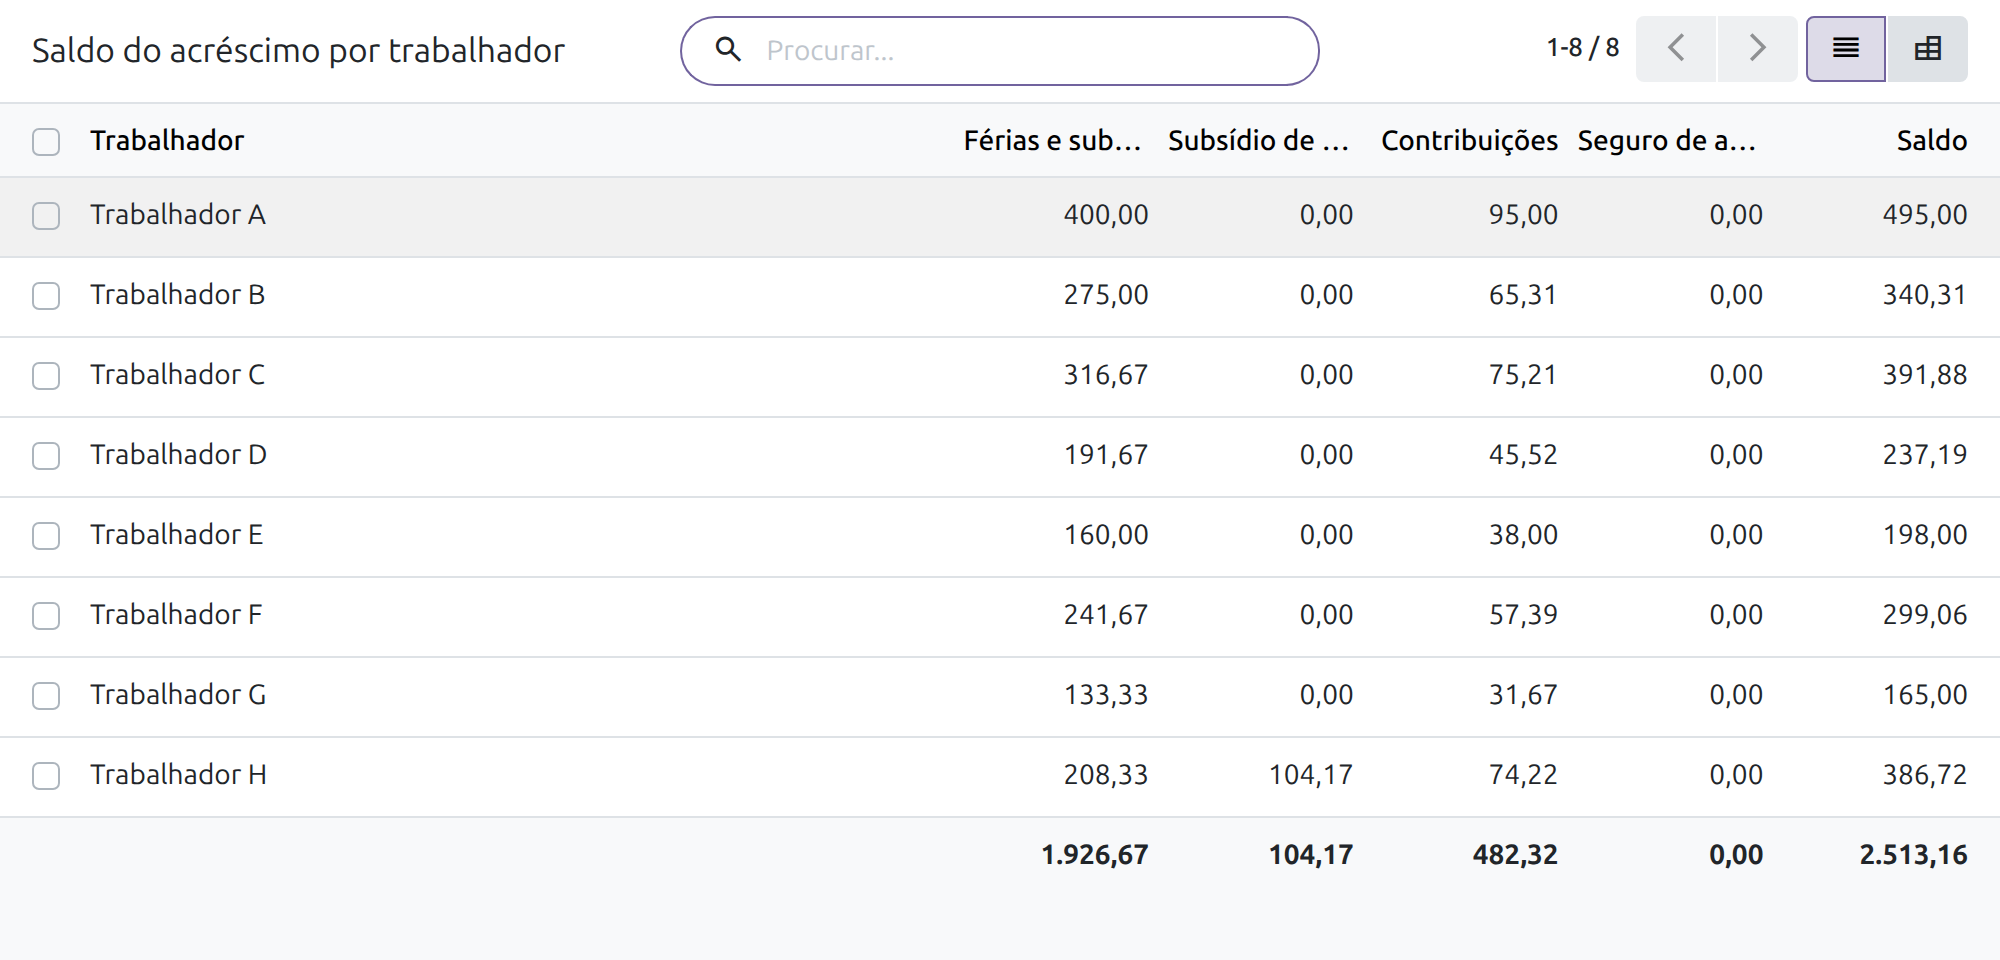 Saldo do acréscimo por trabalhador
Procurar...
1-8 / 8
Trabalhador Férias e sub... Subsídio de ... Contribuições Seguro de a... Saldo
Trabalhador A 400,00 0,00 95,00 0,00 495,00
Trabalhador B 275,00 0,00 65,31 0,00 340,31
Trabalhador C 316,67 0,00 75,21 0,00 391,88
Trabalhador D 191,67 0,00 45,52 0,00 237,19
Trabalhador E 160,00 0,00 38,00 0,00 198,00
Trabalhador F 241,67 0,00 57,39 0,00 299,06
Trabalhador G 133,33 0,00 31,67 0,00 165,00
Trabalhador H 208,33 104,17 74,22 0,00 386,72
1.926,67 104,17 482,32 0,00 2.513,16